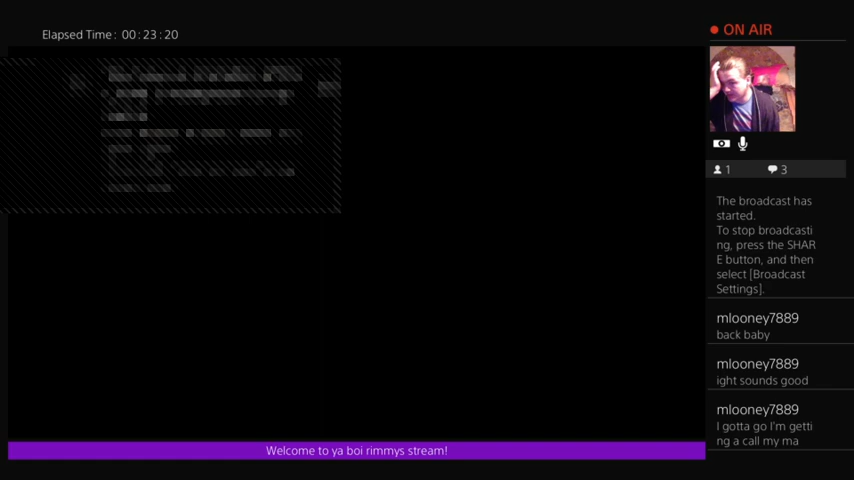 Elapsed Time: 00:23:20
ON AIR
1
3
The broadcast has
started.
To stop broadcasti
ng, press the SHAR
E button, and then
select [Broadcast
Settings].
mlooney7889
back baby
mlooney7889
ight sounds good
mlooney7889
I gotta go I'm getti
ng a call my ma
Welcome to ya boi rimmys stream!